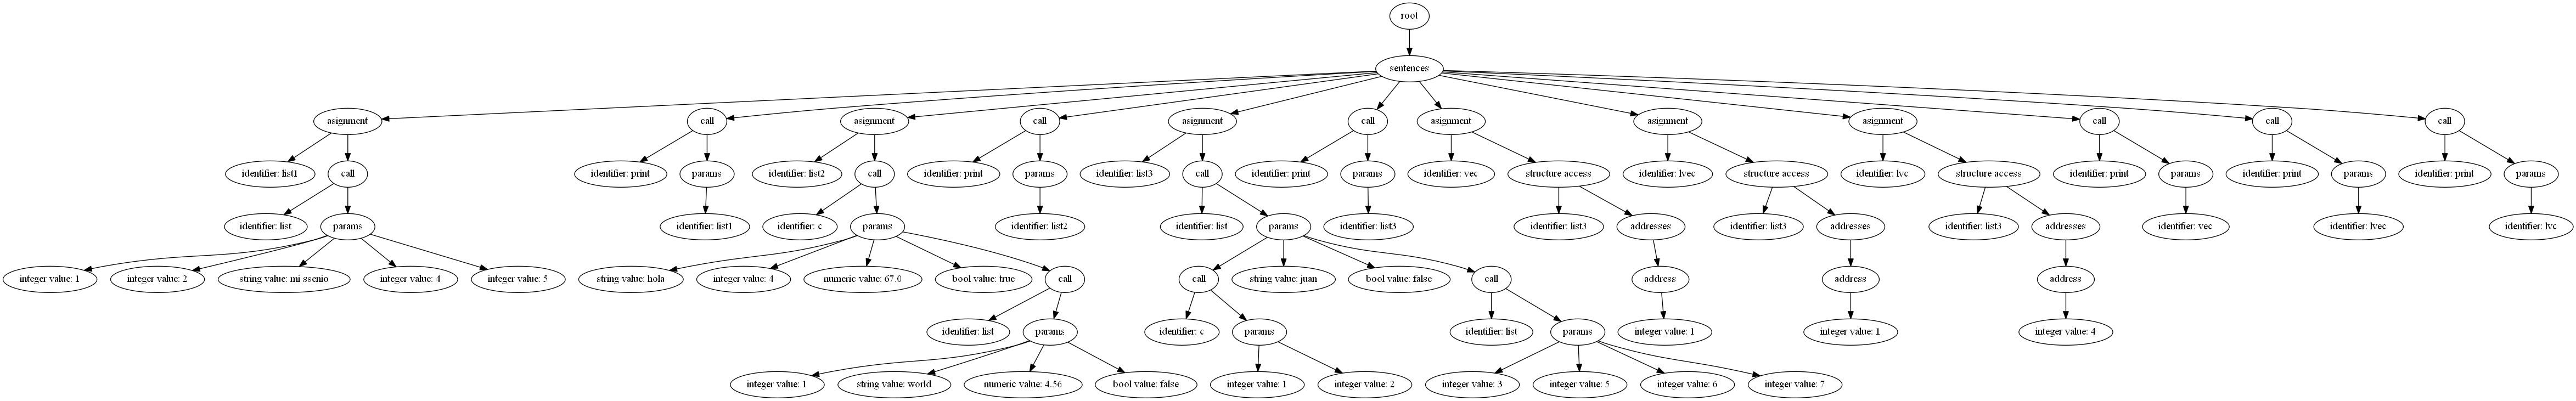 root
sentences
asignment
call
asignment
call
asignment
call
asignment
asignment
asignment
call
call
call
identifier: list1
call
identifier: print
params
identifier: list2
call
identifier: print
params
identifier: list3
call
identifier: print
params
identifier: vec
structure access
identifier: lvec
structure access
identifier: lvc
structure access
identifier: print
params
identifier: print
params
identifier: print
params
identifier: list
params
identifier: list1
identifier: c
params
identifier: list2
identifier: list
params
identifier: list3
identifier: list3
addresses
identifier: list3
addresses
identifier: list3
addresses
identifier: vec
identifier: lvec
identifier: lvc
integer value: 1
integer value: 2
string value: mi ssenio
integer value: 4
integer value: 5
string value: hola
integer value: 4
numeric value: 67.0
bool value: true
call
call
string value: juan
bool value: false
call
address
address
address
identifier: list
params
identifier: c
params
identifier: list
params
integer value: 1
integer value: 1
integer value: 4
integer value: 1
string value: world
numeric value: 4.56
bool value: false
integer value: 1
integer value: 2
integer value: 3
integer value: 5
integer value: 6
integer value: 7